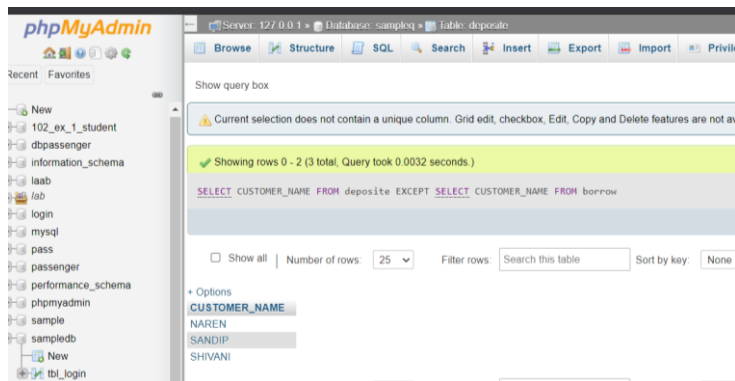 phpMyAdmin
Recent Favorites
New
102_ex_1_student
dbpassenger
information_schema
laab
lab
login
mysql
pass
passenger
performance_schema
phpmyadmin
sample
sampledb
New
tbl_login
Server: 127.0.0.1 » Database: sampleq » Table: deposite
Browse Structure SQL Search Insert Export Import
Show query box
Current selection does not contain a unique column. Grid edit, checkbox, Edit, Copy and Delete features are not
Showing rows 0 - 2 (3 total, Query took 0.0032 seconds.)
SELECT CUSTOMER_NAME FROM deposite EXCEPT SELECT CUSTOMER_NAME FROM borrow
Show all | Number of rows: 25 Filter rows: Search this table Sort by key: None
+ Options
CUSTOMER_NAME
NAREN
SANDIP
SHIVANI